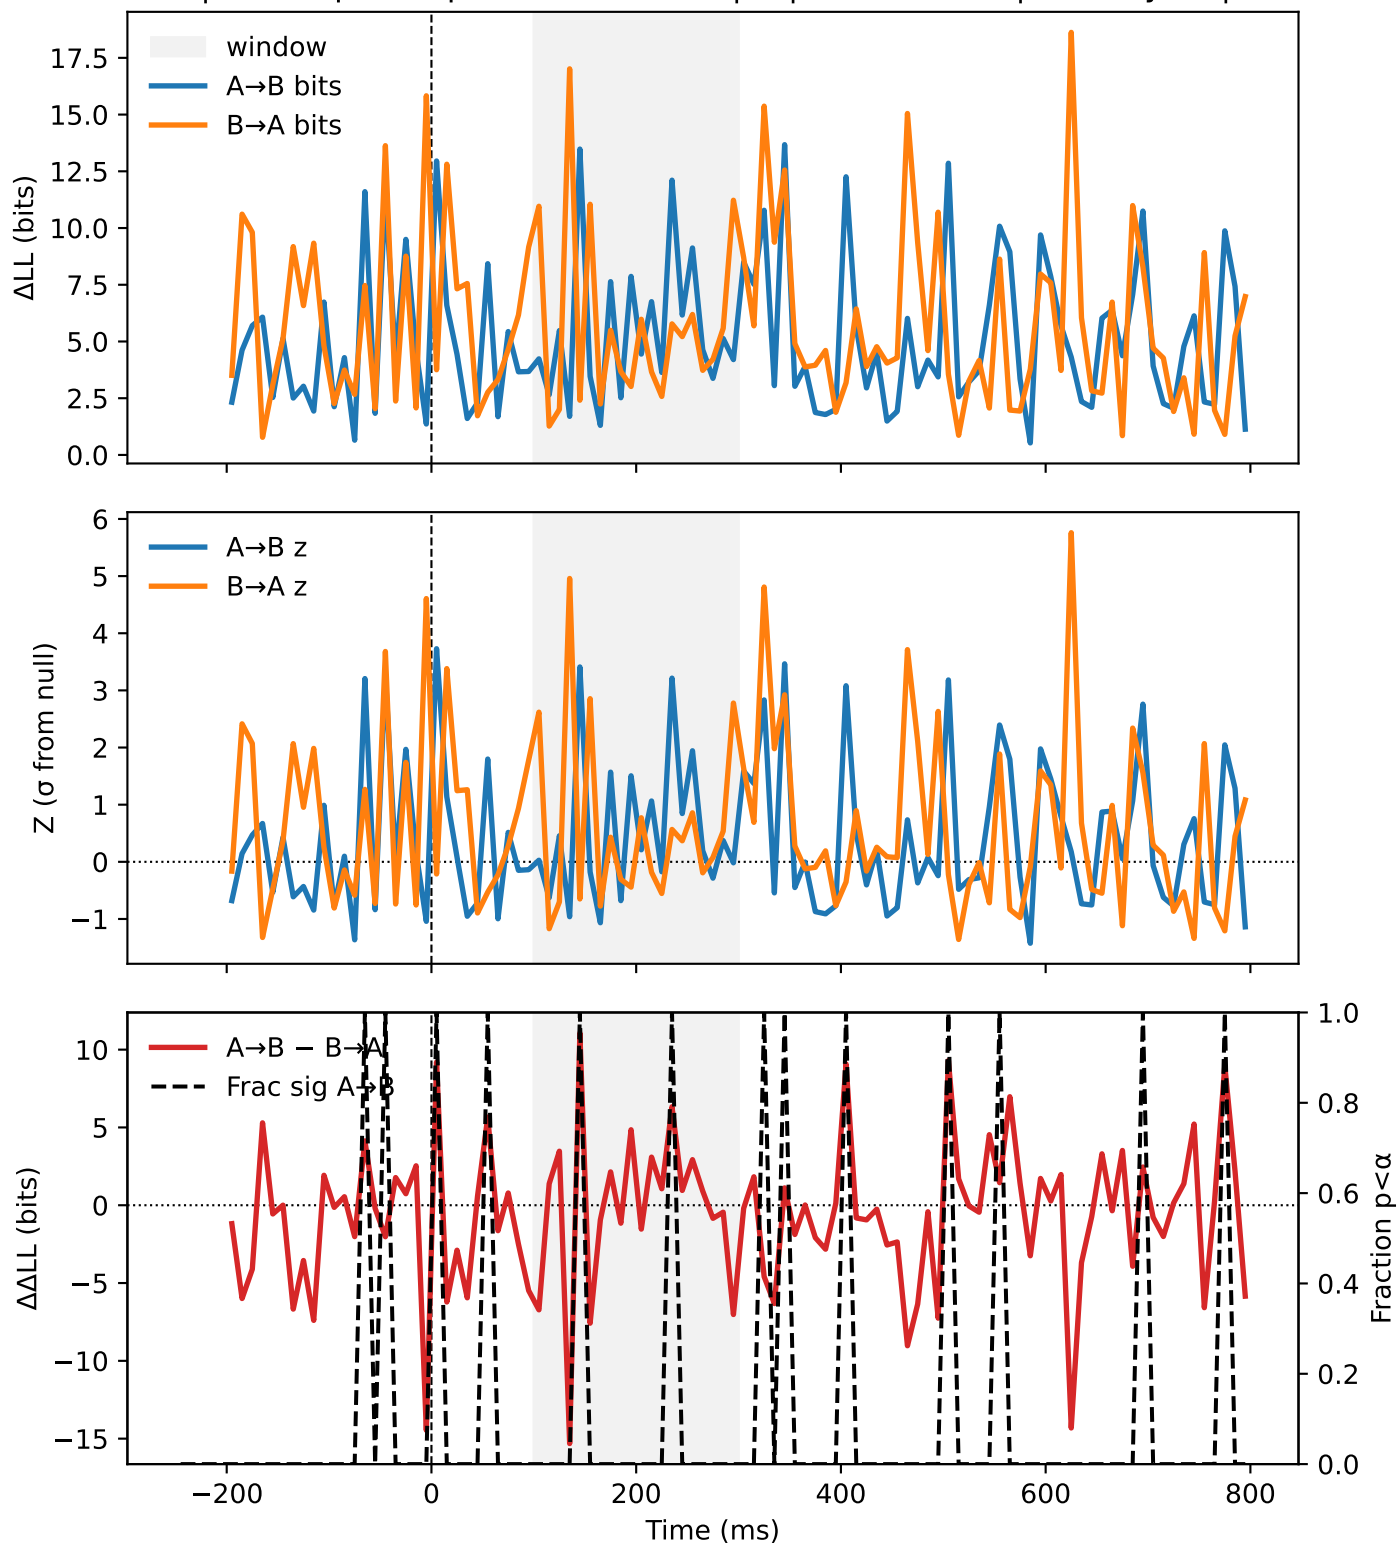 window
A→B bits
B→A bits
17.5
15.0
12.5
10.0
7.5
5.0
2.5
0.0
ΔLL (bits)
A→B z
B→A z
6
5
4
3
2
1
0
−1
Z (σ from null)
A→B − B→A
Frac sig A→B
10
5
0
−5
−10
−15
ΔΔLL (bits)
1.0
0.8
0.6
0.4
0.2
0.0
Fraction p<α
−200
0
200
400
600
800
Time (ms)